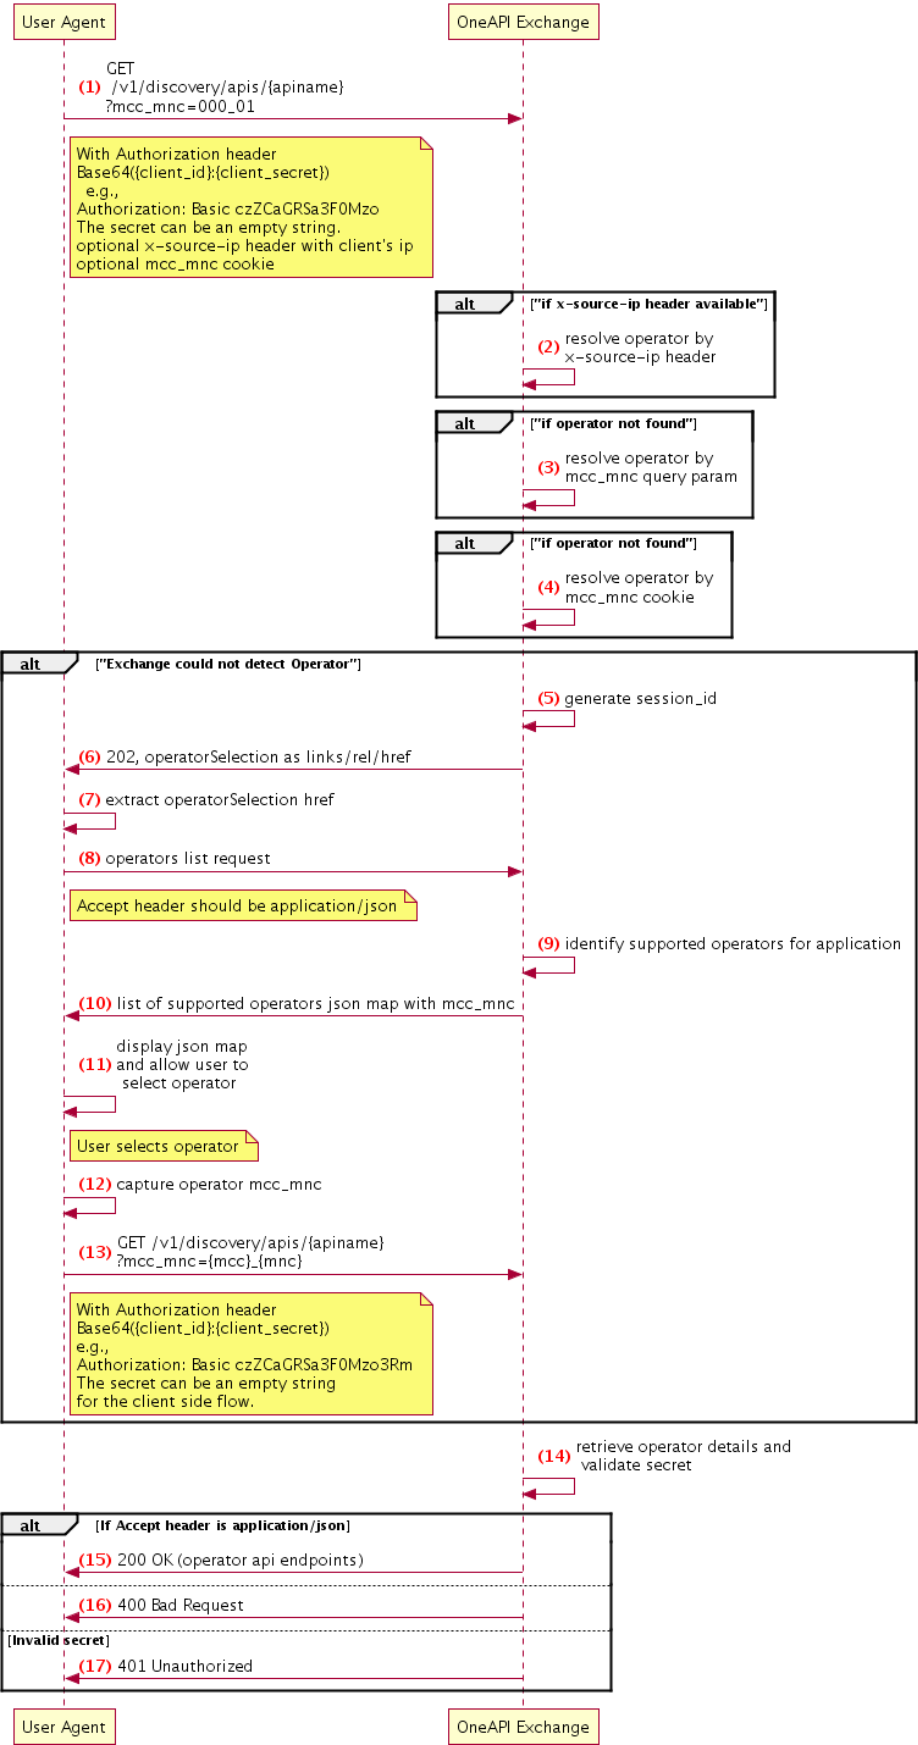 User Agent
OneAPI Exchange
GET
(1) /v1/discovery/apis/{apiname}
?mcc_mnc=000_01
With Authorization header
Base64({client_id}:{client_secret})
e.g.,
Authorization: Basic czZCaGRSa3F0Mzo
The secret can be an empty string.
optional x-source-ip header with client's ip
optional mcc_mnc cookie
alt ["if x-source-ip header available"]
(2) resolve operator by
x-source-ip header
alt ["if operator not found"]
(3) resolve operator by
mcc_mnc query param
alt ["if operator not found"]
(4) resolve operator by
mcc_mnc cookie
alt ["Exchange could not detect Operator"]
(5) generate session_id
(6) 202, operatorSelection as links/rel/href
(7) extract operatorSelection href
(8) operators list request
Accept header should be application/json
(9) identify supported operators for application
(10) list of supported operators json map with mcc_mnc
display json map
(11) and allow user to
select operator
User selects operator
(12) capture operator mcc_mnc
(13) GET /v1/discovery/apis/{apiname}
?mcc_mnc={mcc}_{mnc}
With Authorization header
Base64({client_id}:{client_secret})
e.g.,
Authorization: Basic czZCaGRSa3F0Mzo3Rm
The secret can be an empty string
for the client side flow.
(14) retrieve operator details and
validate secret
alt [If Accept header is application/json]
(15) 200 OK (operator api endpoints)
(16) 400 Bad Request
[Invalid secret]
(17) 401 Unauthorized
User Agent
OneAPI Exchange